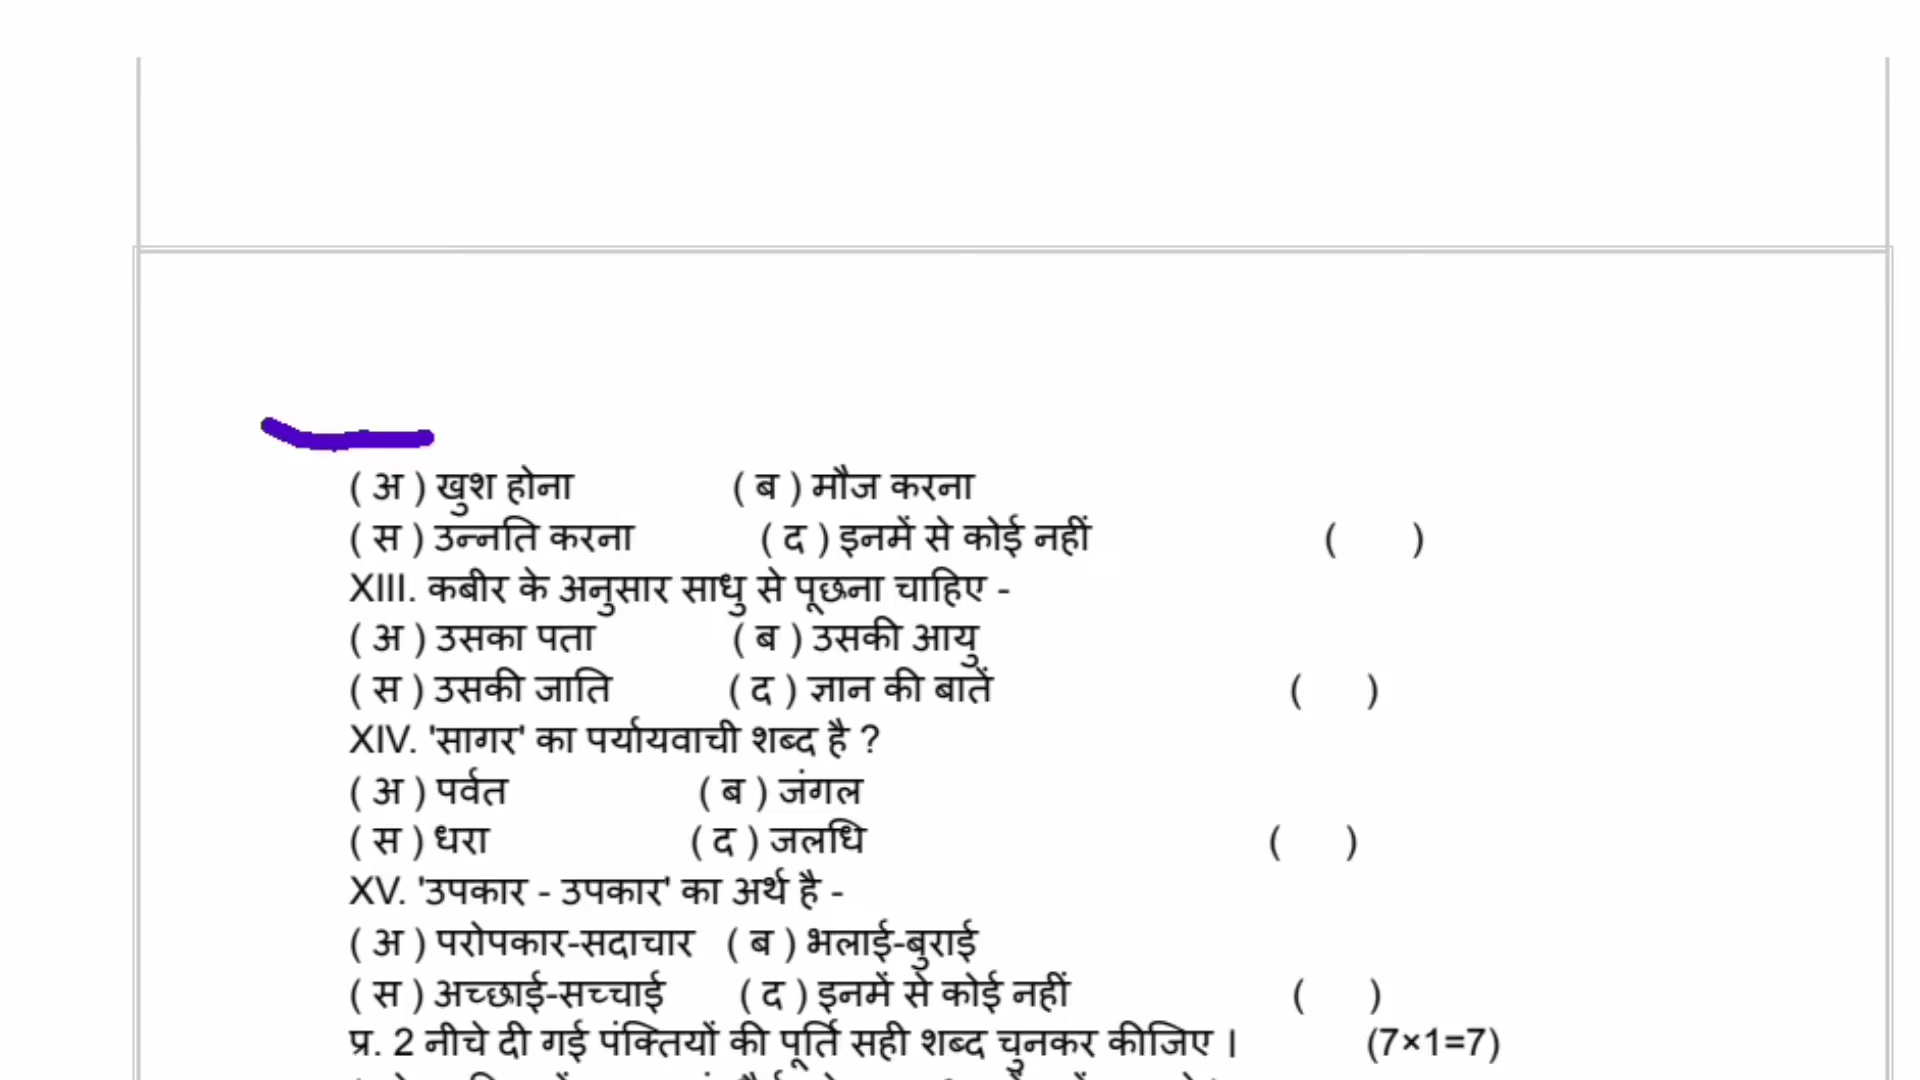 ( अ ) खुश होना ( ब ) मौज करना
( स ) उन्नति करना ( द ) इनमें से कोई नहीं ( )
XIII. कबीर के अनुसार साधु से पूछना चाहिए -
( अ ) उसका पता ( ब ) उसकी आयु
( स ) उसकी जाति ( द ) ज्ञान की बातें ( )
XIV. 'सागर' का पर्यायवाची शब्द है ?
( अ ) पर्वत ( ब ) जंगल
( स ) धरा ( द ) जलधि ( )
XV. 'उपकार - उपकार' का अर्थ है -
( अ ) परोपकार-सदाचार ( ब ) भलाई-बुराई
( स ) अच्छाई-सच्चाई ( द ) इनमें से कोई नहीं ( )
प्र. 2 नीचे दी गई पंक्तियों की पूर्ति सही शब्द चुनकर कीजिए । (7×1=7)